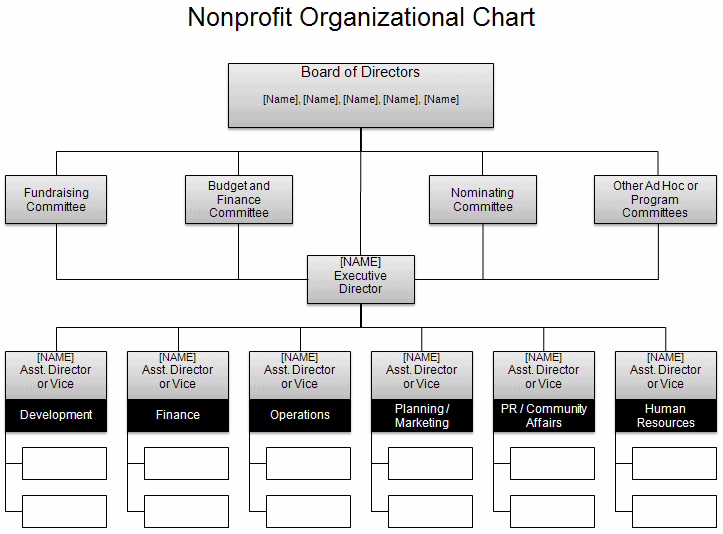 Nonprofit Organizational Chart
Board of Directors
[Name], [Name], [Name], [Name], [Name]
Fundraising
Committee
Budget and
Finance
Committee
Nominating
Committee
Other Ad Hoc or
Program
Committees
[NAME]
Executive
Director
[NAME]
Asst. Director
or Vice
Development
[NAME]
Asst. Director
or Vice
Finance
[NAME]
Asst. Director
or Vice
Operations
[NAME]
Asst. Director
or Vice
Planning /
Marketing
[NAME]
Asst. Director
or Vice
PR / Community
Affairs
[NAME]
Asst. Director
or Vice
Human
Resources